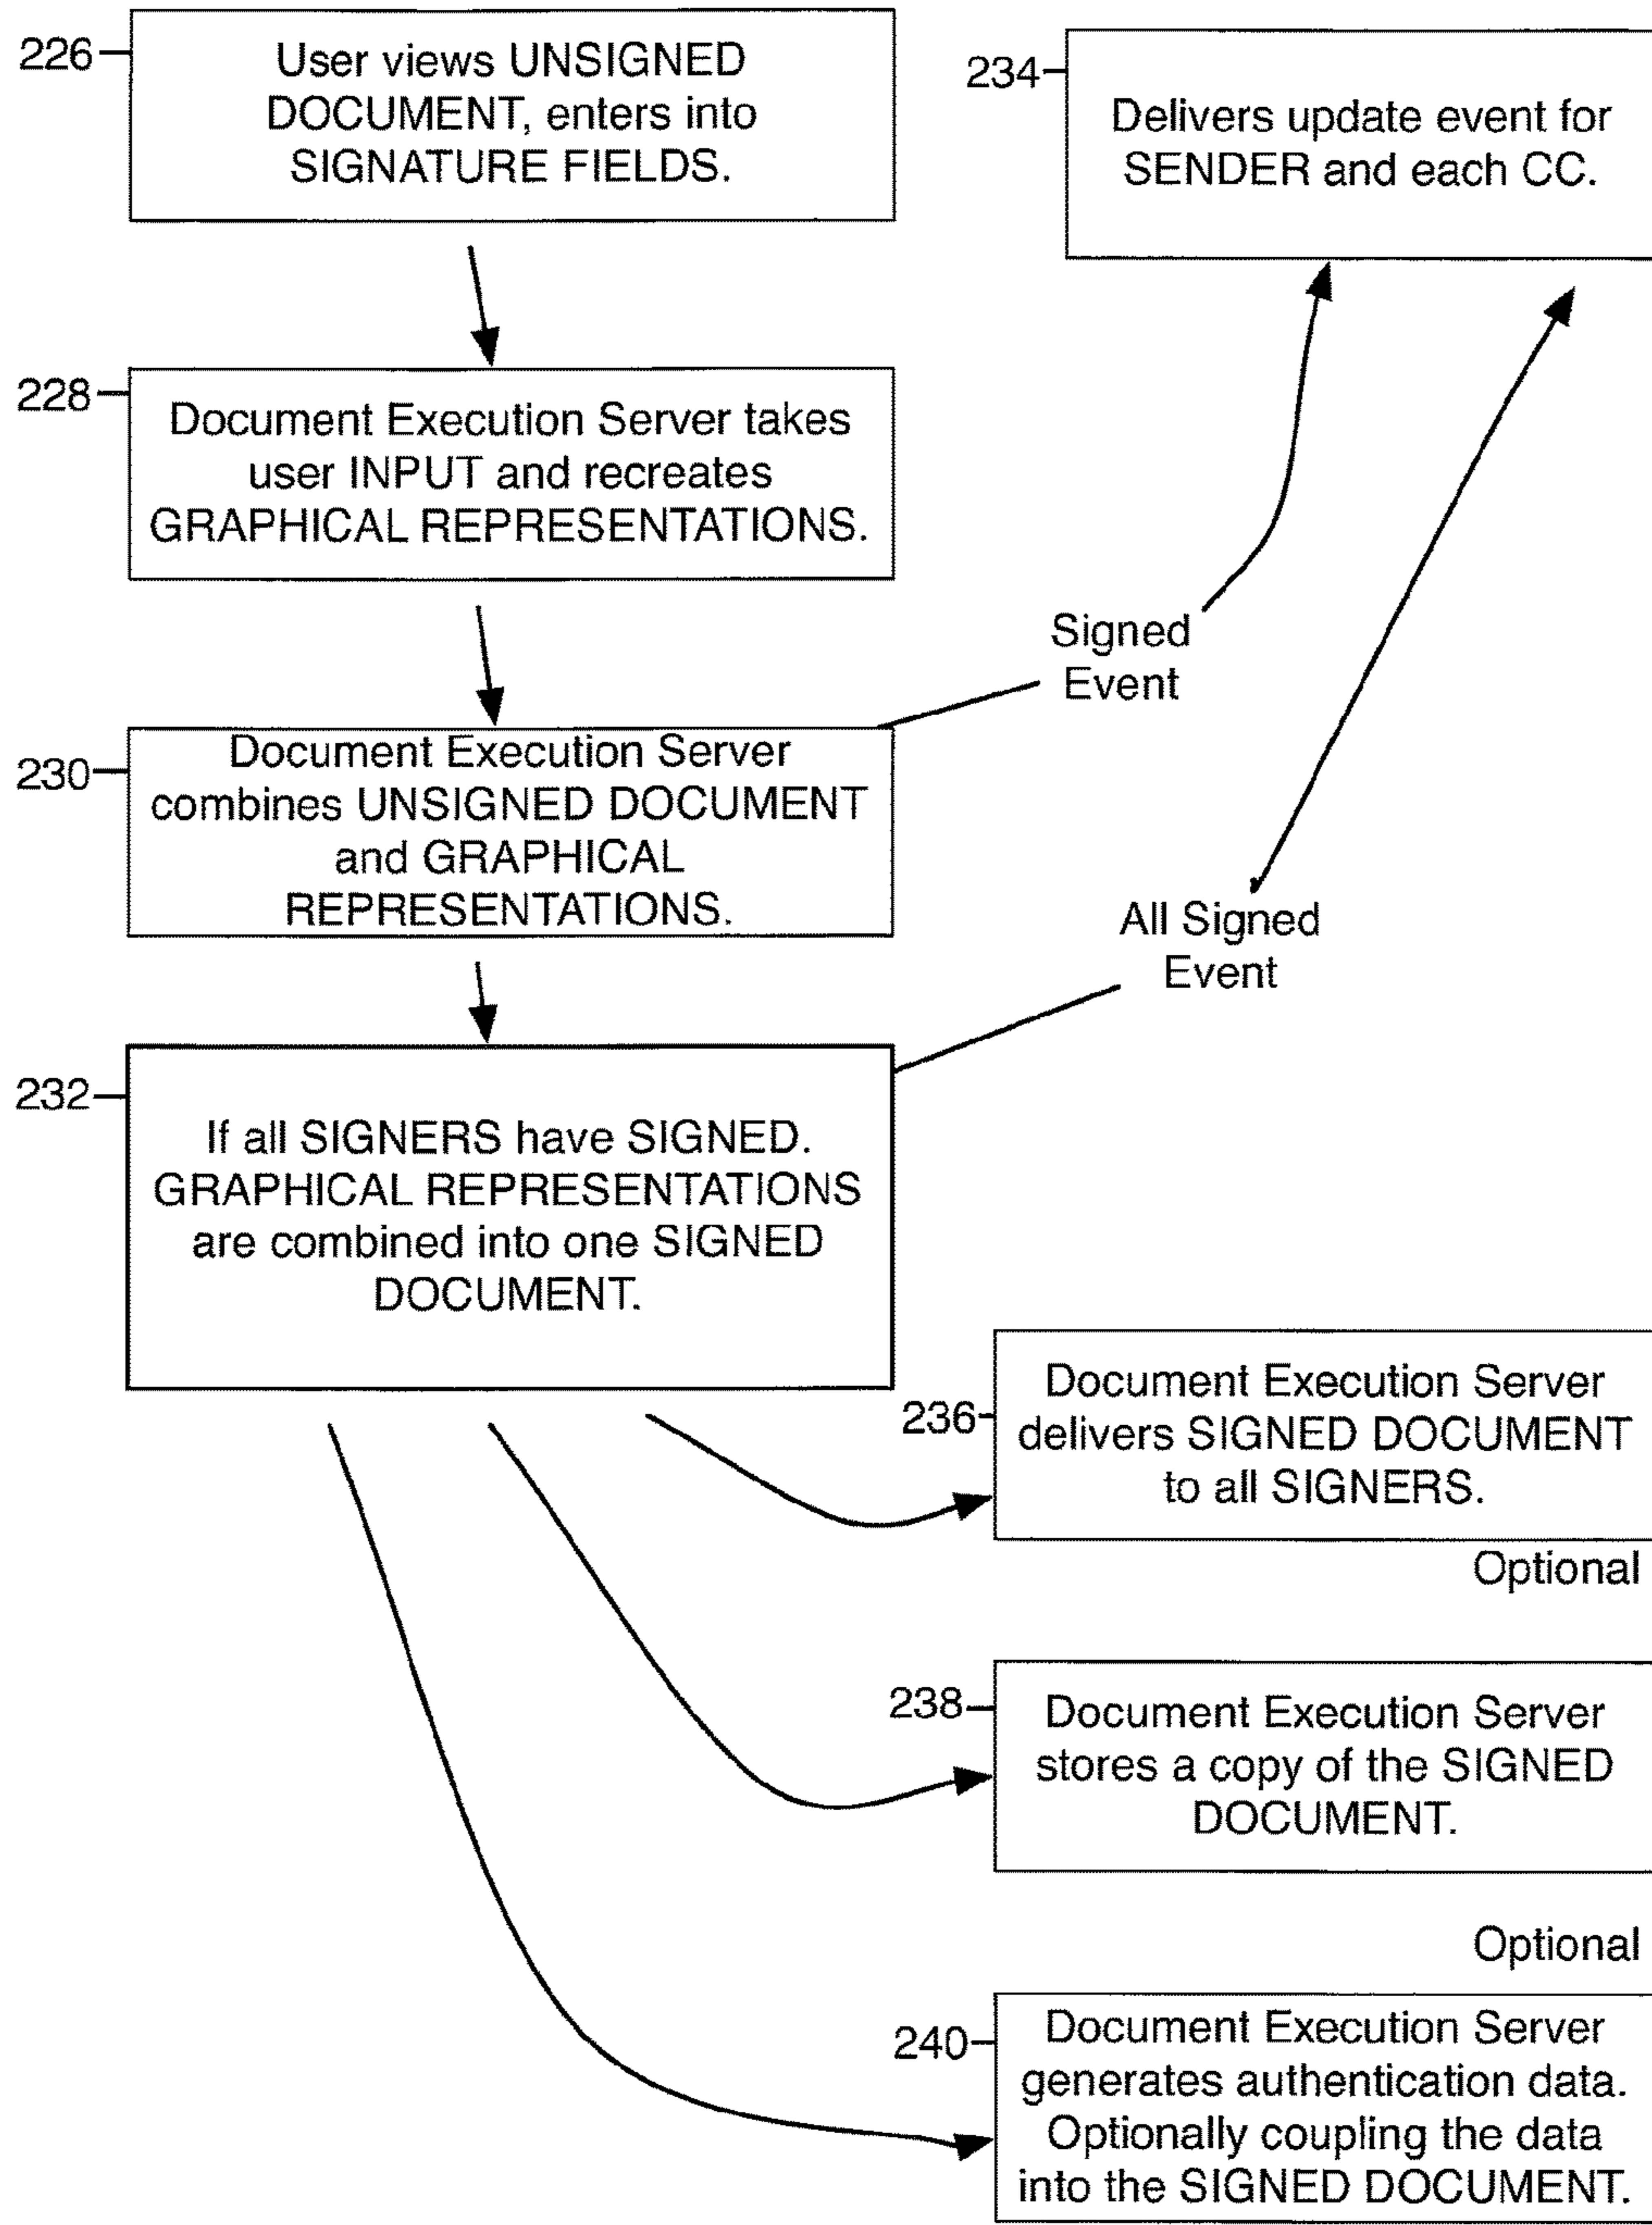 226
User views UNSIGNED
DOCUMENT, enters into
SIGNATURE FIELDS.
234
Delivers update event for
SENDER and each CC.
228
Document Execution Server takes
user INPUT and recreates
GRAPHICAL REPRESENTATIONS.
Signed
Event
230
Document Execution Server
combines UNSIGNED DOCUMENT
and GRAPHICAL
REPRESENTATIONS.
All Signed
Event
232
If all SIGNERS have SIGNED.
GRAPHICAL REPRESENTATIONS
are combined into one SIGNED
DOCUMENT.
236
Document Execution Server
delivers SIGNED DOCUMENT
to all SIGNERS.
Optional
238
Document Execution Server
stores a copy of the SIGNED
DOCUMENT.
Optional
240
Document Execution Server
generates authentication data.
Optionally coupling the data
into the SIGNED DOCUMENT.